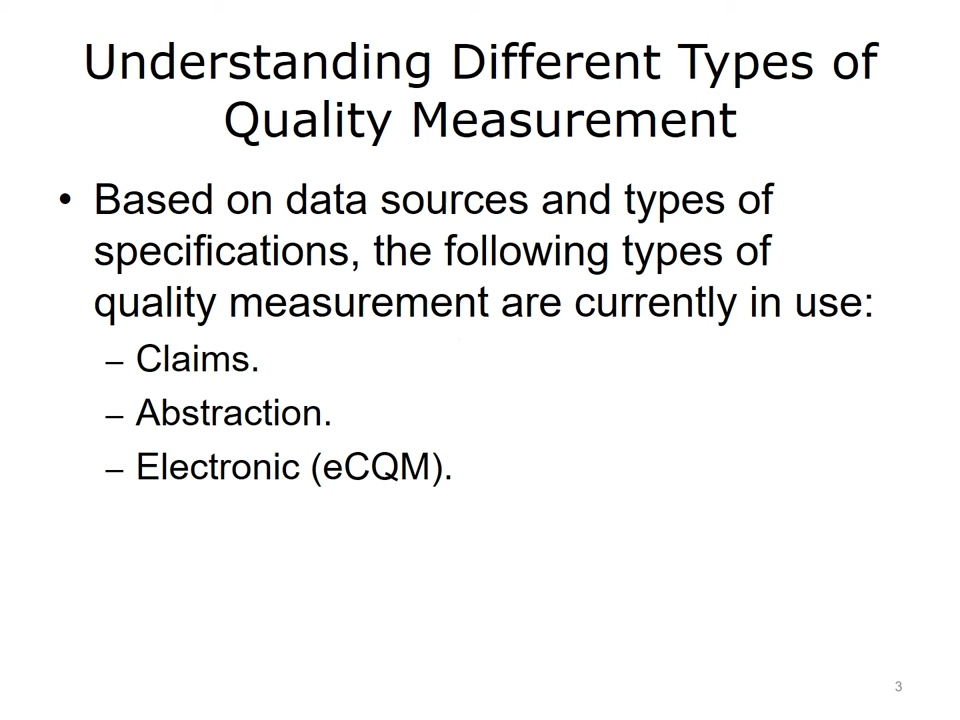 Understanding Different Types of
Quality Measurement
• Based on data sources and types of
specifications, the following types of
quality measurement are currently in use:
– Claims.
– Abstraction.
– Electronic (eCQM).
3